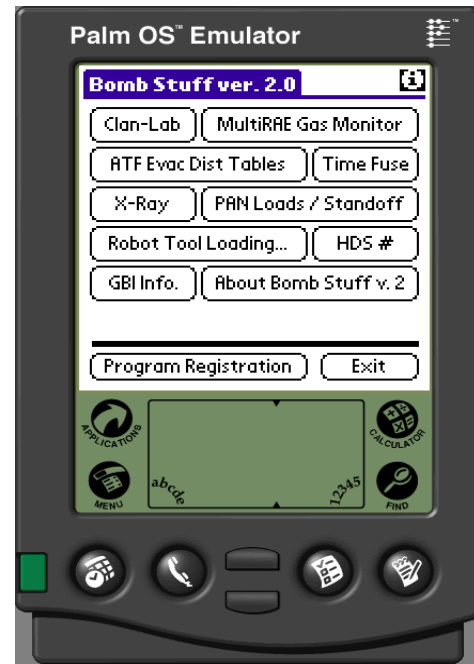 Palm OS™ Emulator
Bomb Stuff ver. 2.0
Clan-Lab MultiRAE Gas Monitor
ATF Evac Dist Tables Time Fuse
X-Ray PAN Loads / Standoff
Robot Tool Loading... HDS #
GBI Info. About Bomb Stuff v. 2
Program Registration Exit
APPLICATIONS CALCULATOR
abcde 12345
MENU FIND